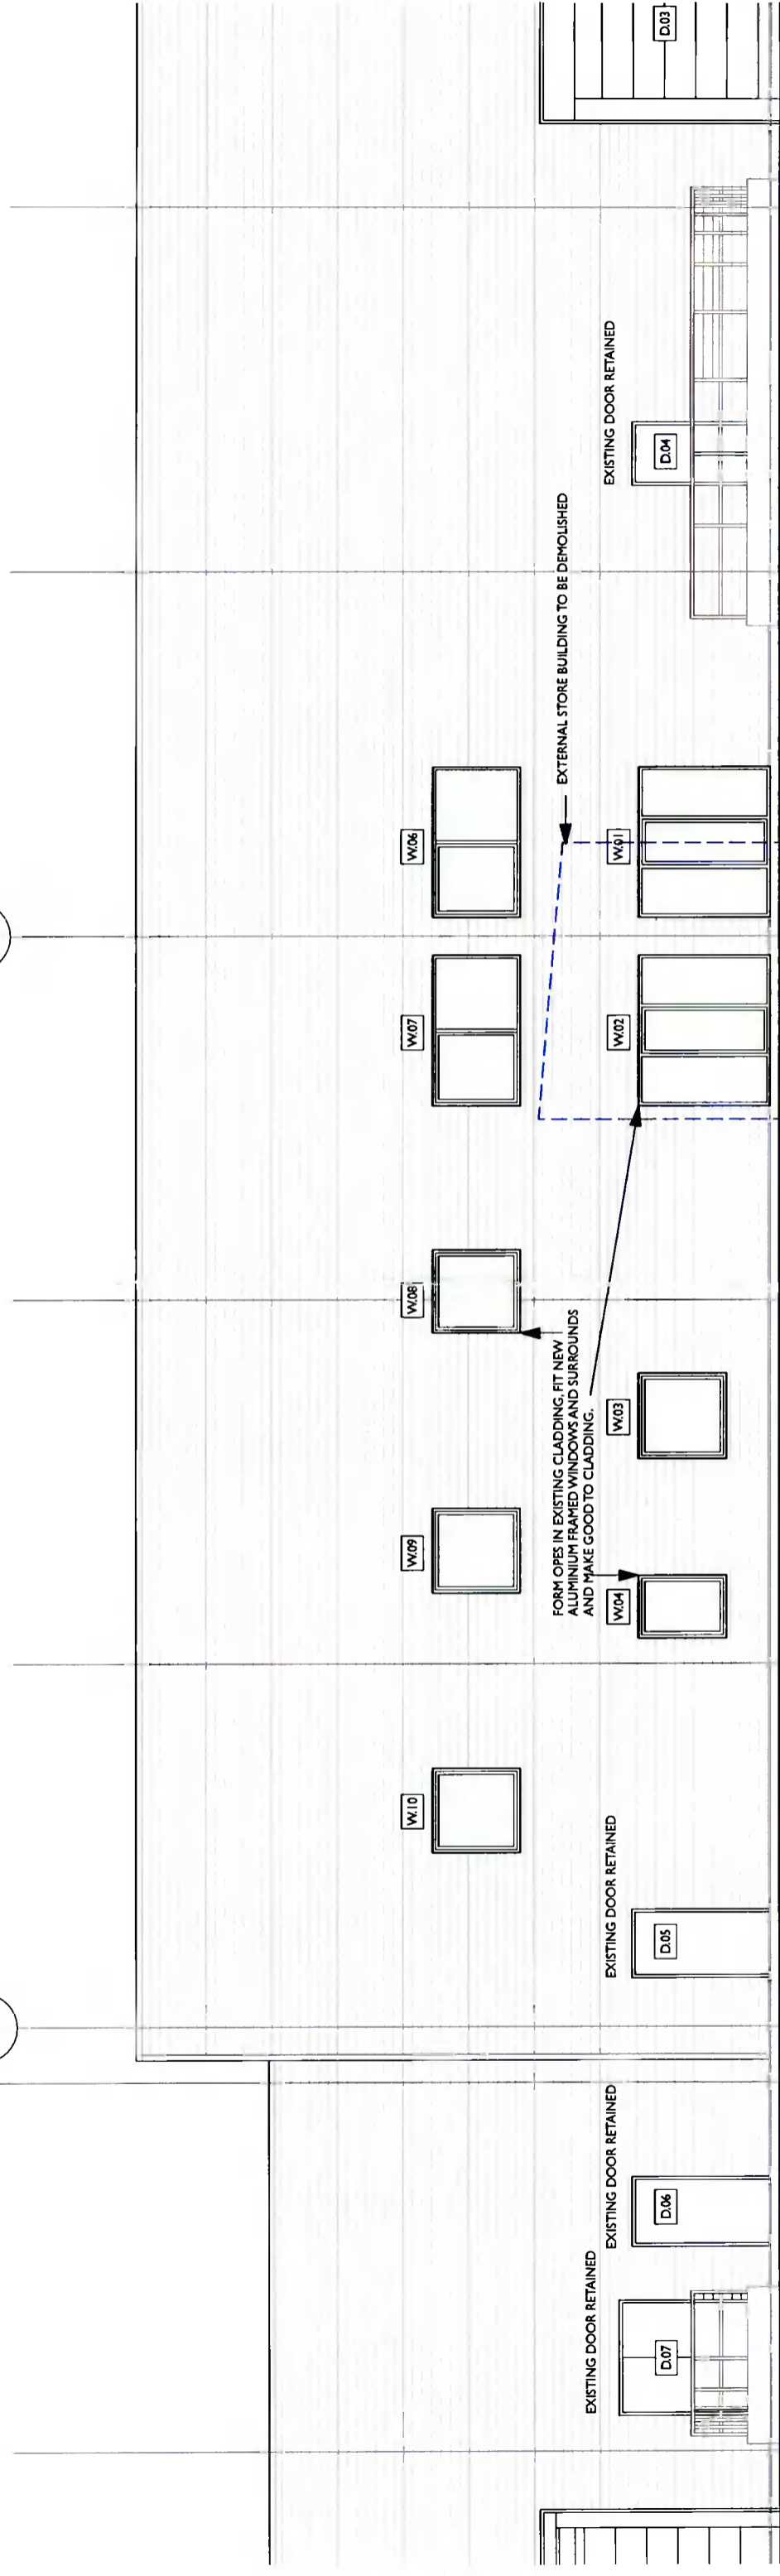 D.07
EXISTING DOOR RETAINED
D.06
EXISTING DOOR RETAINED
D.05
EXISTING DOOR RETAINED
W.10
W.09
W.08
W.07
W.06
W.04
W.03
W.02
W.01
FORM OPES IN EXISTING CLADDING, FIT NEW
ALUMINIUM FRAMED WINDOWS AND SURROUNDS
AND MAKE GOOD TO CLADDING.
EXTERNAL STORE BUILDING TO BE DEMOLISHED
EXISTING DOOR RETAINED
D.04
D.03